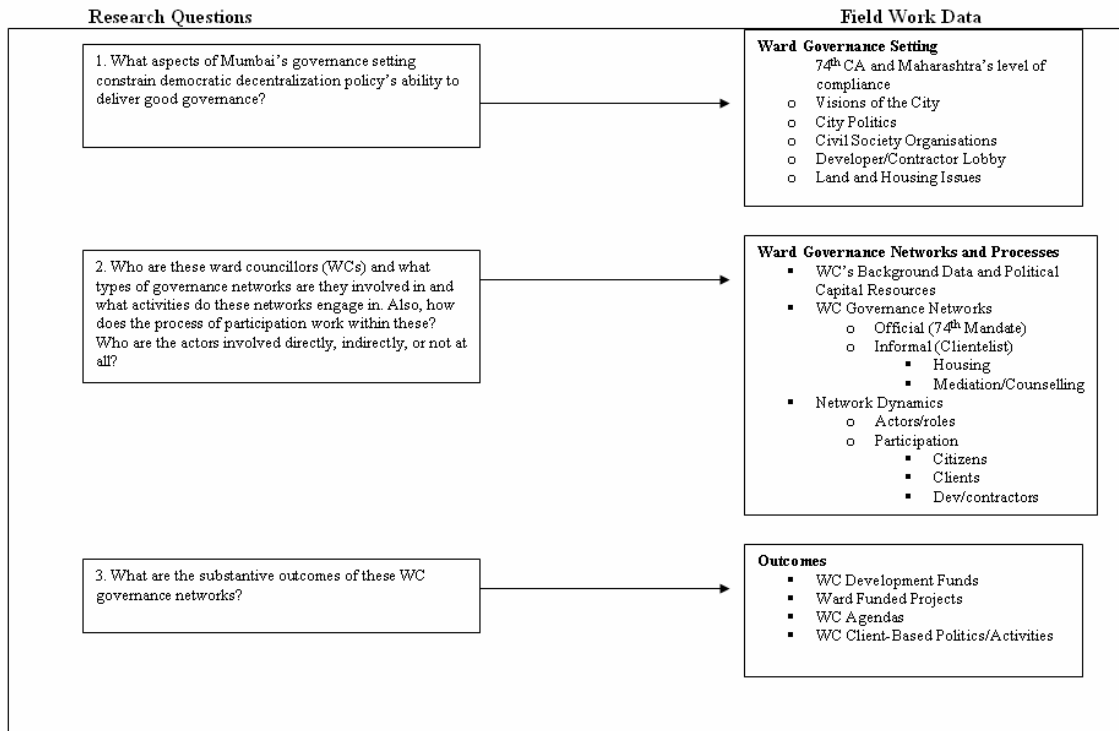 Research Questions
Field Work Data
1. What aspects of Mumbai's governance setting
constrain democratic decentralization policy's ability to
deliver good governance?
Ward Governance Setting
74th CA and Maharashtra's level of
compliance
o Visions of the City
o City Politics
o Civil Society Organisations
o Developer/Contractor Lobby
o Land and Housing Issues
2. Who are these ward councillors (WCs) and what
types of governance networks are they involved in and
what activities do these networks engage in. Also, how
does the process of participation work within these?
Who are the actors involved directly, indirectly, or not at
all?
Ward Governance Networks and Processes
▪ WC's Background Data and Political
Capital Resources
▪ WC Governance Networks
o Official (74th Mandate)
o Informal (Clientelist)
▪ Housing
▪ Mediation/Counselling
▪ Network Dynamics
o Actors/roles
o Participation
▪ Citizens
▪ Clients
▪ Dev/contractors
3. What are the substantive outcomes of these WC
governance networks?
Outcomes
▪ WC Development Funds
▪ Ward Funded Projects
▪ WC Agendas
▪ WC Client-Based Politics/Activities